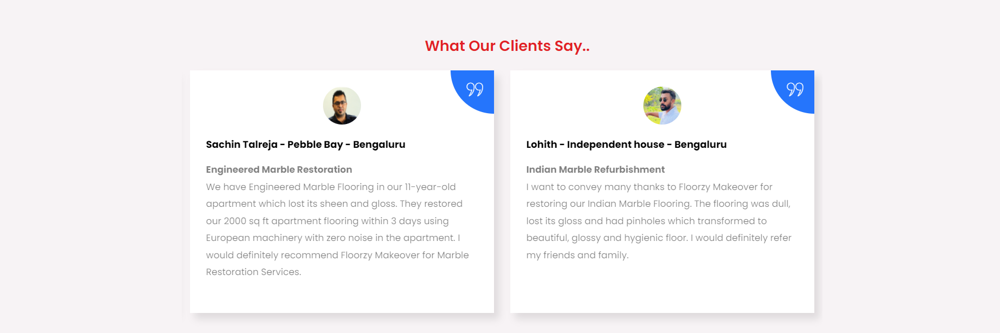 What Our Clients Say..
Sachin Talreja - Pebble Bay - Bengaluru
Engineered Marble Restoration
We have Engineered Marble Flooring in our 11-year-old
apartment which lost its sheen and gloss. They restored
our 2000 sq ft apartment flooring within 3 days using
European machinery with zero noise in the apartment. I
would definitely recommend Floorzy Makeover for Marble
Restoration Services.
Lohith - Independent house - Bengaluru
Indian Marble Refurbishment
I want to convey many thanks to Floorzy Makeover for
restoring our Indian Marble Flooring. The flooring was dull,
lost its gloss and had pinholes which transformed to
beautiful, glossy and hygienic floor. I would definitely refer
my friends and family.